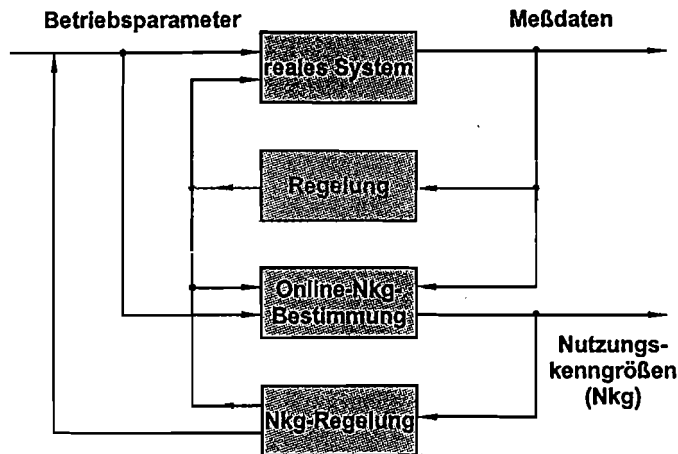 Betriebsparameter
Meßdaten
reales System
Regelung
Online-Nkg-
Bestimmung
Nutzungs-
kenngrößen
(Nkg)
Nkg-Regelung